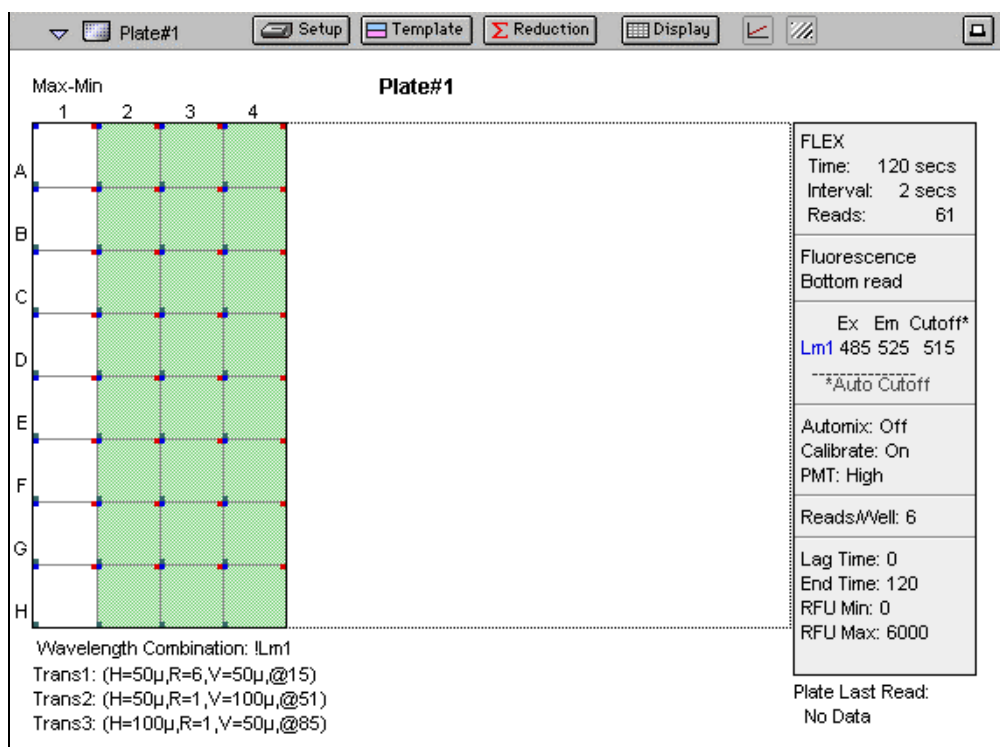 Plate#1 Setup Template Reduction Display
Max-Min Plate#1
1 2 3 4
A
B
C
D
E
F
G
H
FLEX
Time: 120 secs
Interval: 2 secs
Reads: 61
Fluorescence
Bottom read
Ex Em Cutoff*
Lm1 485 525 515
*Auto Cutoff
Automix: Off
Calibrate: On
PMT: High
Reads/Well: 6
Lag Time: 0
End Time: 120
RFU Min: 0
RFU Max: 6000
Wavelength Combination: !Lm1
Trans1: (H=50µ,R=6,V=50µ,@15)
Trans2: (H=50µ,R=1,V=100µ,@51)
Trans3: (H=100µ,R=1,V=50µ,@85)
Plate Last Read:
No Data